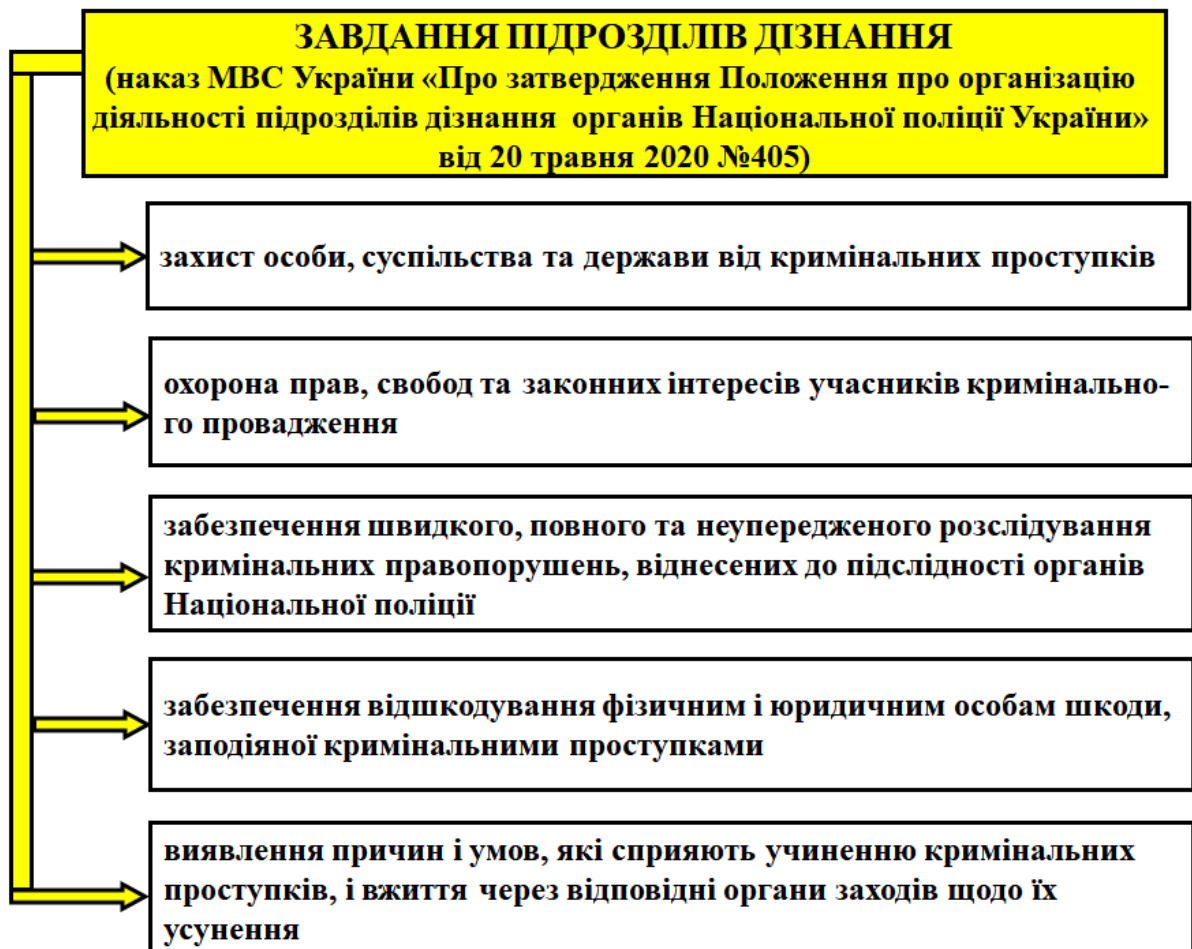 ЗАВДАННЯ ПІДРОЗДІЛІВ ДІЗНАННЯ
(наказ МВС України «Про затвердження Положення про організацію
діяльності підрозділів дізнання органів Національної поліції України»
від 20 травня 2020 №405)
захист особи, суспільства та держави від кримінальних проступків
охорона прав, свобод та законних інтересів учасників кримінально-
го провадження
забезпечення швидкого, повного та неупередженого розслідування
кримінальних правопорушень, віднесених до підслідності органів
Національної поліції
забезпечення відшкодування фізичним і юридичним особам шкоди,
заподіяної кримінальними проступками
виявлення причин і умов, які сприяють учиненню кримінальних
проступків, і вжиття через відповідні органи заходів щодо їх
усунення